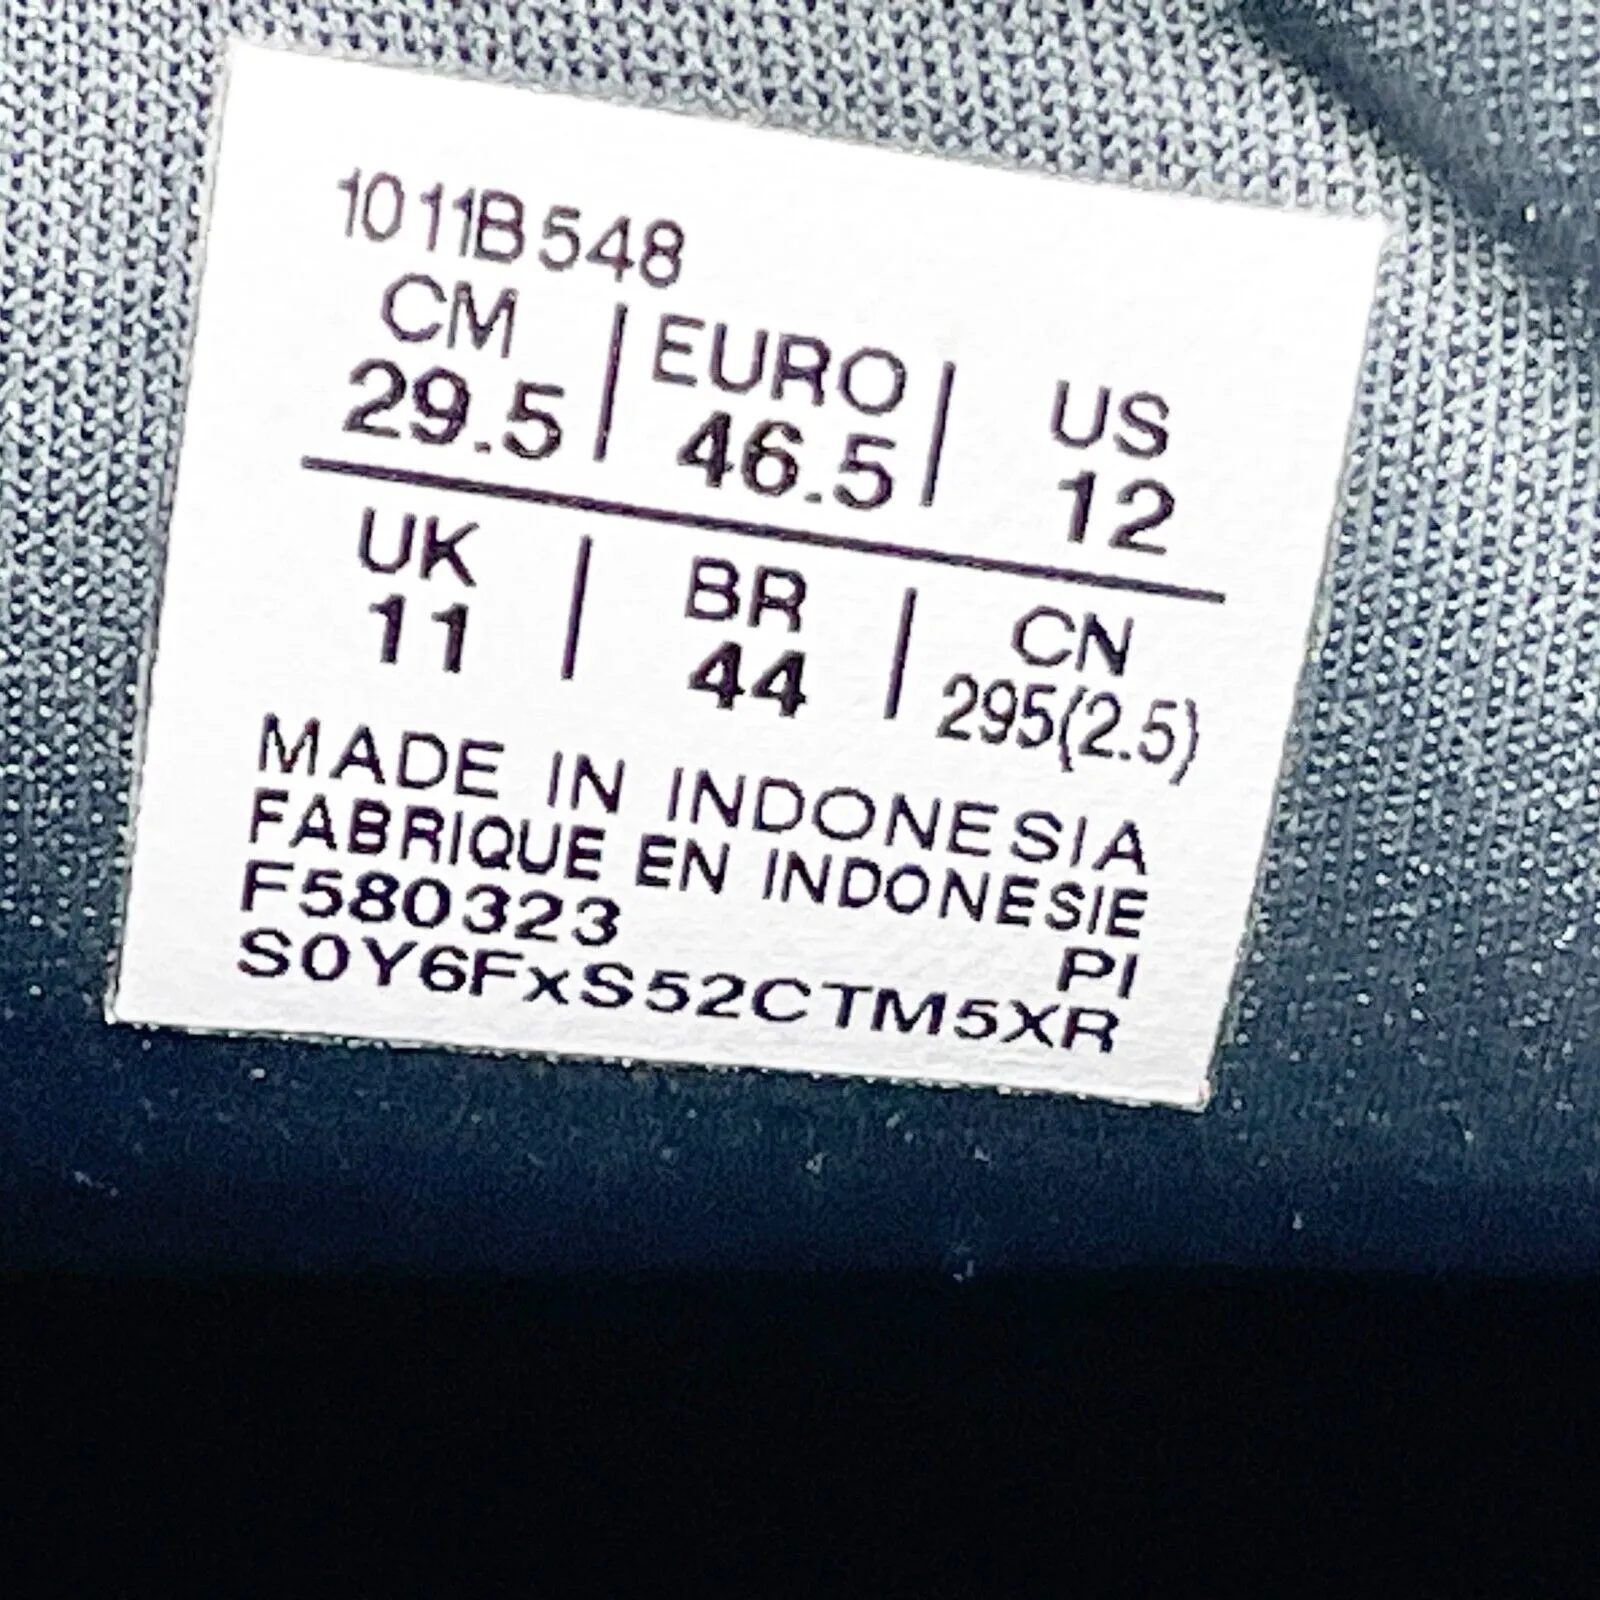 1011B548
CM | EURO | US
29.5 | 46.5 | 12
UK | BR | CN
11 | 44 | 295(2.5)
MADE IN INDONESIA
FABRIQUE EN INDONESIE
F580323 PI
S0Y6FxS52CTM5XR